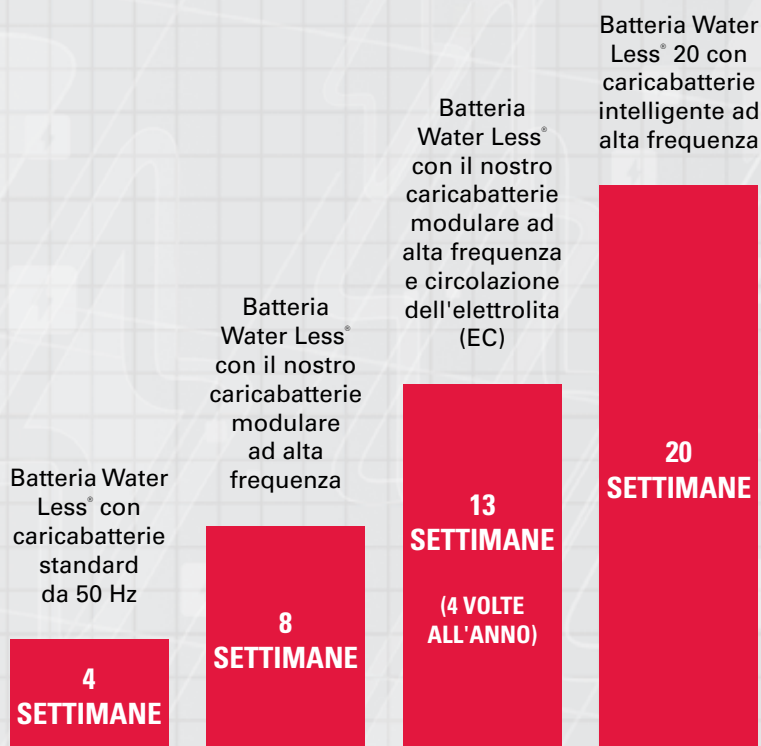 Batteria Water
Less® con
caricabatterie
standard
da 50 Hz
4
SETTIMANE
Batteria
Water Less®
con il nostro
caricabatterie
modulare
ad alta
frequenza
8
SETTIMANE
Batteria
Water Less®
con il nostro
caricabatterie
modulare ad
alta frequenza
e circolazione
dell'elettrolita
(EC)
13
SETTIMANE
(4 VOLTE
ALL'ANNO)
Batteria Water
Less® 20 con
caricabatterie
intelligente ad
alta frequenza
20
SETTIMANE